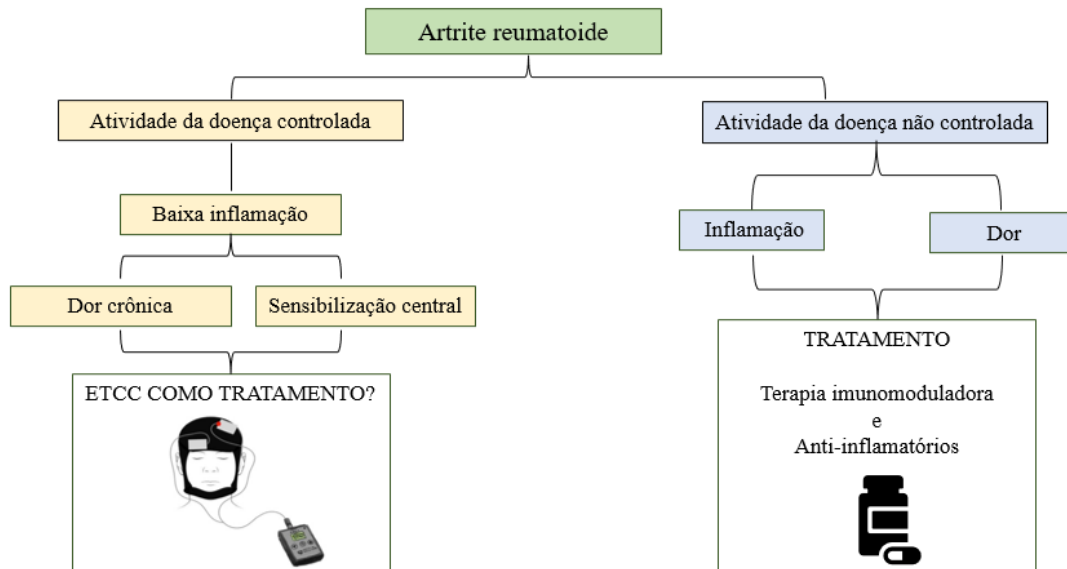 Artrite reumatoide
Atividade da doença controlada
Atividade da doença não controlada
Baixa inflamação
Inflamação
Dor
Dor crônica
Sensibilização central
ETCC COMO TRATAMENTO?
TRATAMENTO
Terapia imunomoduladora
e
Anti-inflamatórios